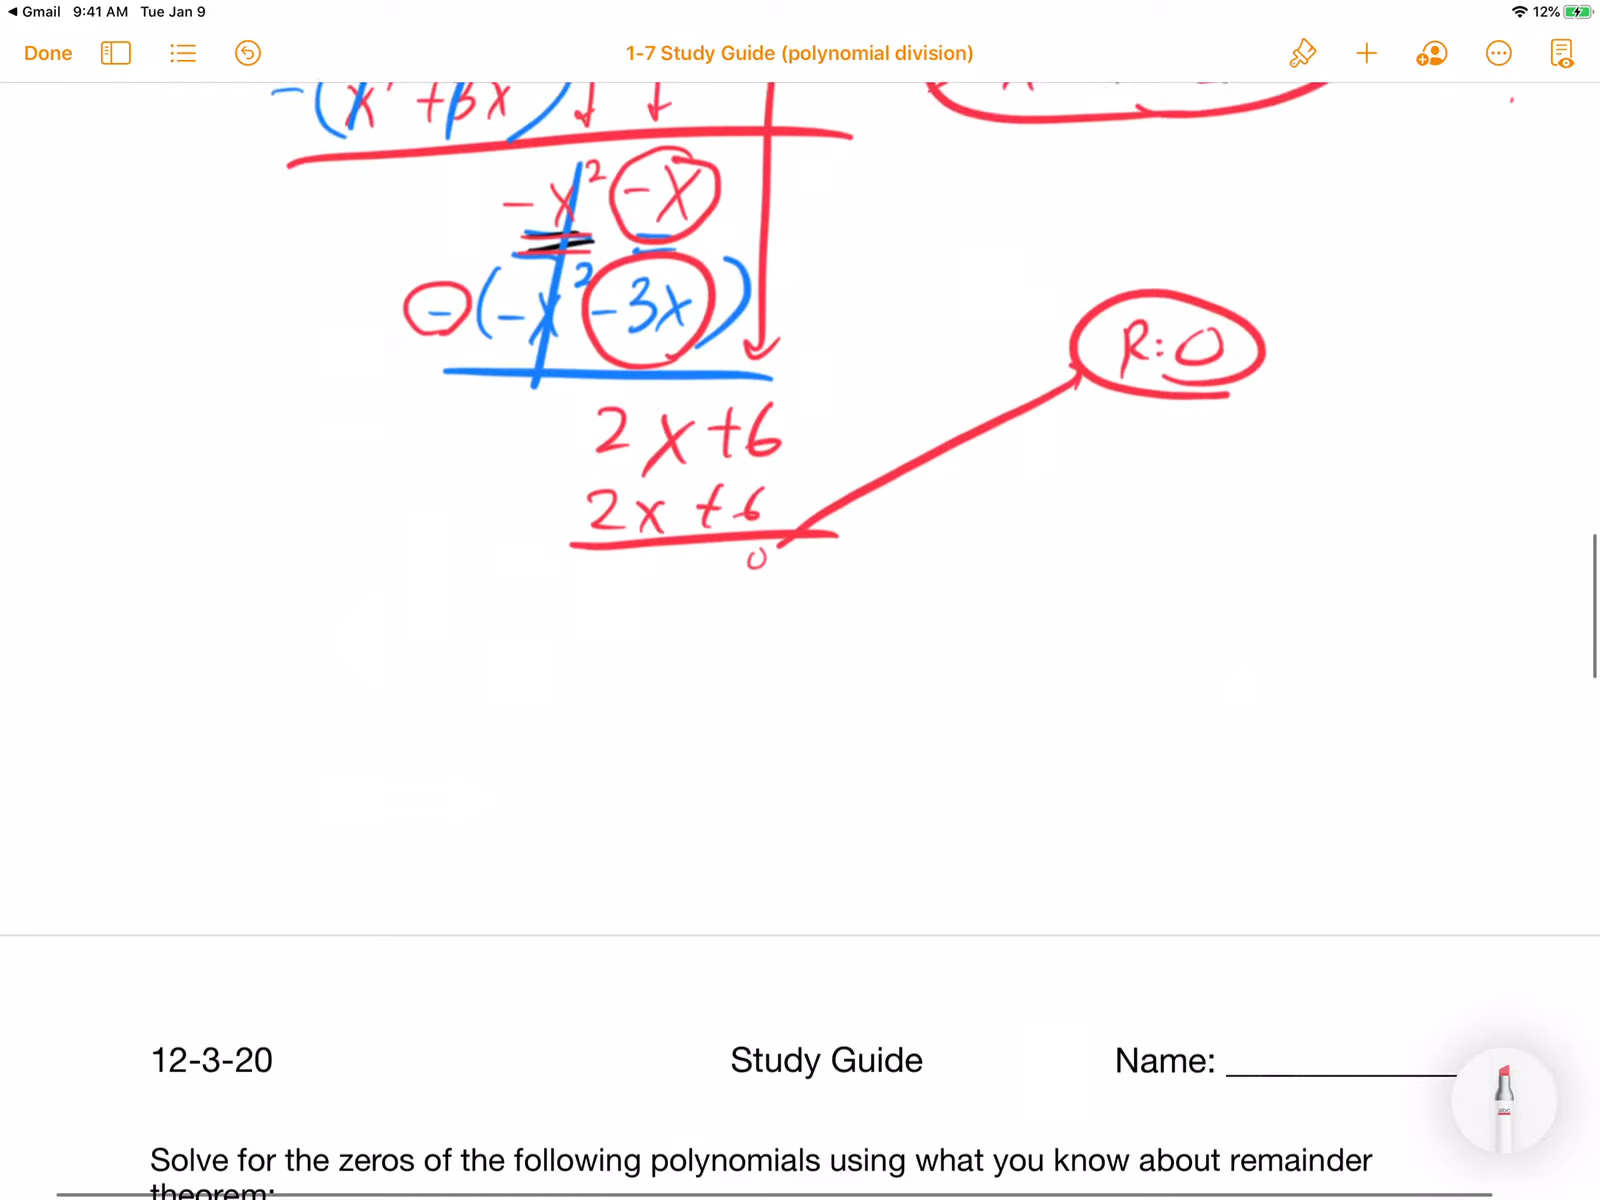 Gmail 9:41 AM Tue Jan 9 12%
Done 1-7 Study Guide (polynomial division)
-x² -x
-(-x² -3x)
R: 0
2x+6
2x +6
0
12-3-20 Study Guide Name: ____________
Solve for the zeros of the following polynomials using what you know about remainder
theorem: